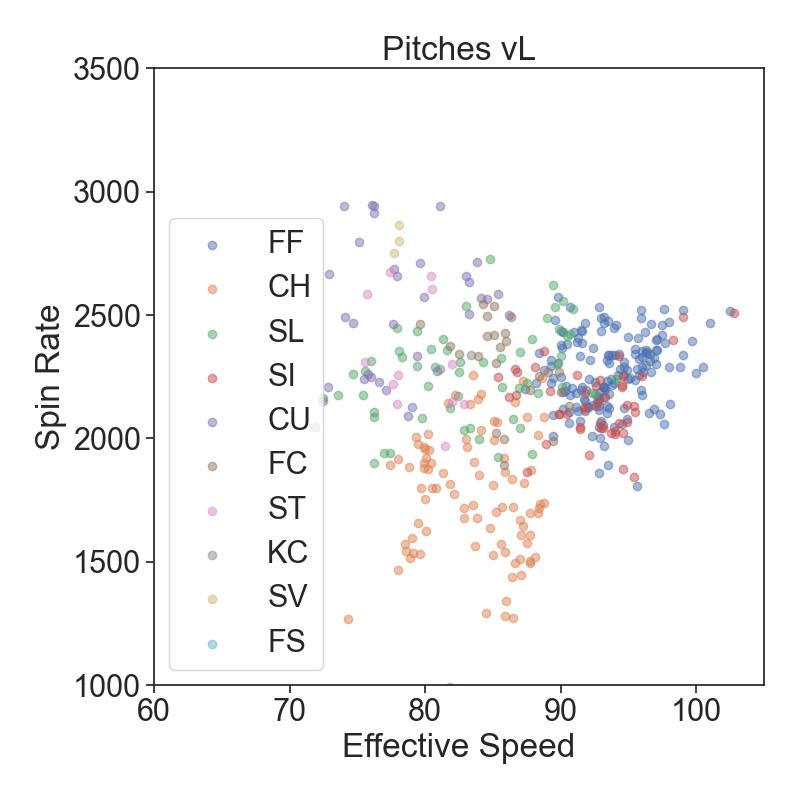 Pitches vL
3500
3000
2500
2000
1500
1000
Spin Rate
FF
CH
SL
SI
CU
FC
ST
KC
SV
FS
60 70 80 90 100
Effective Speed